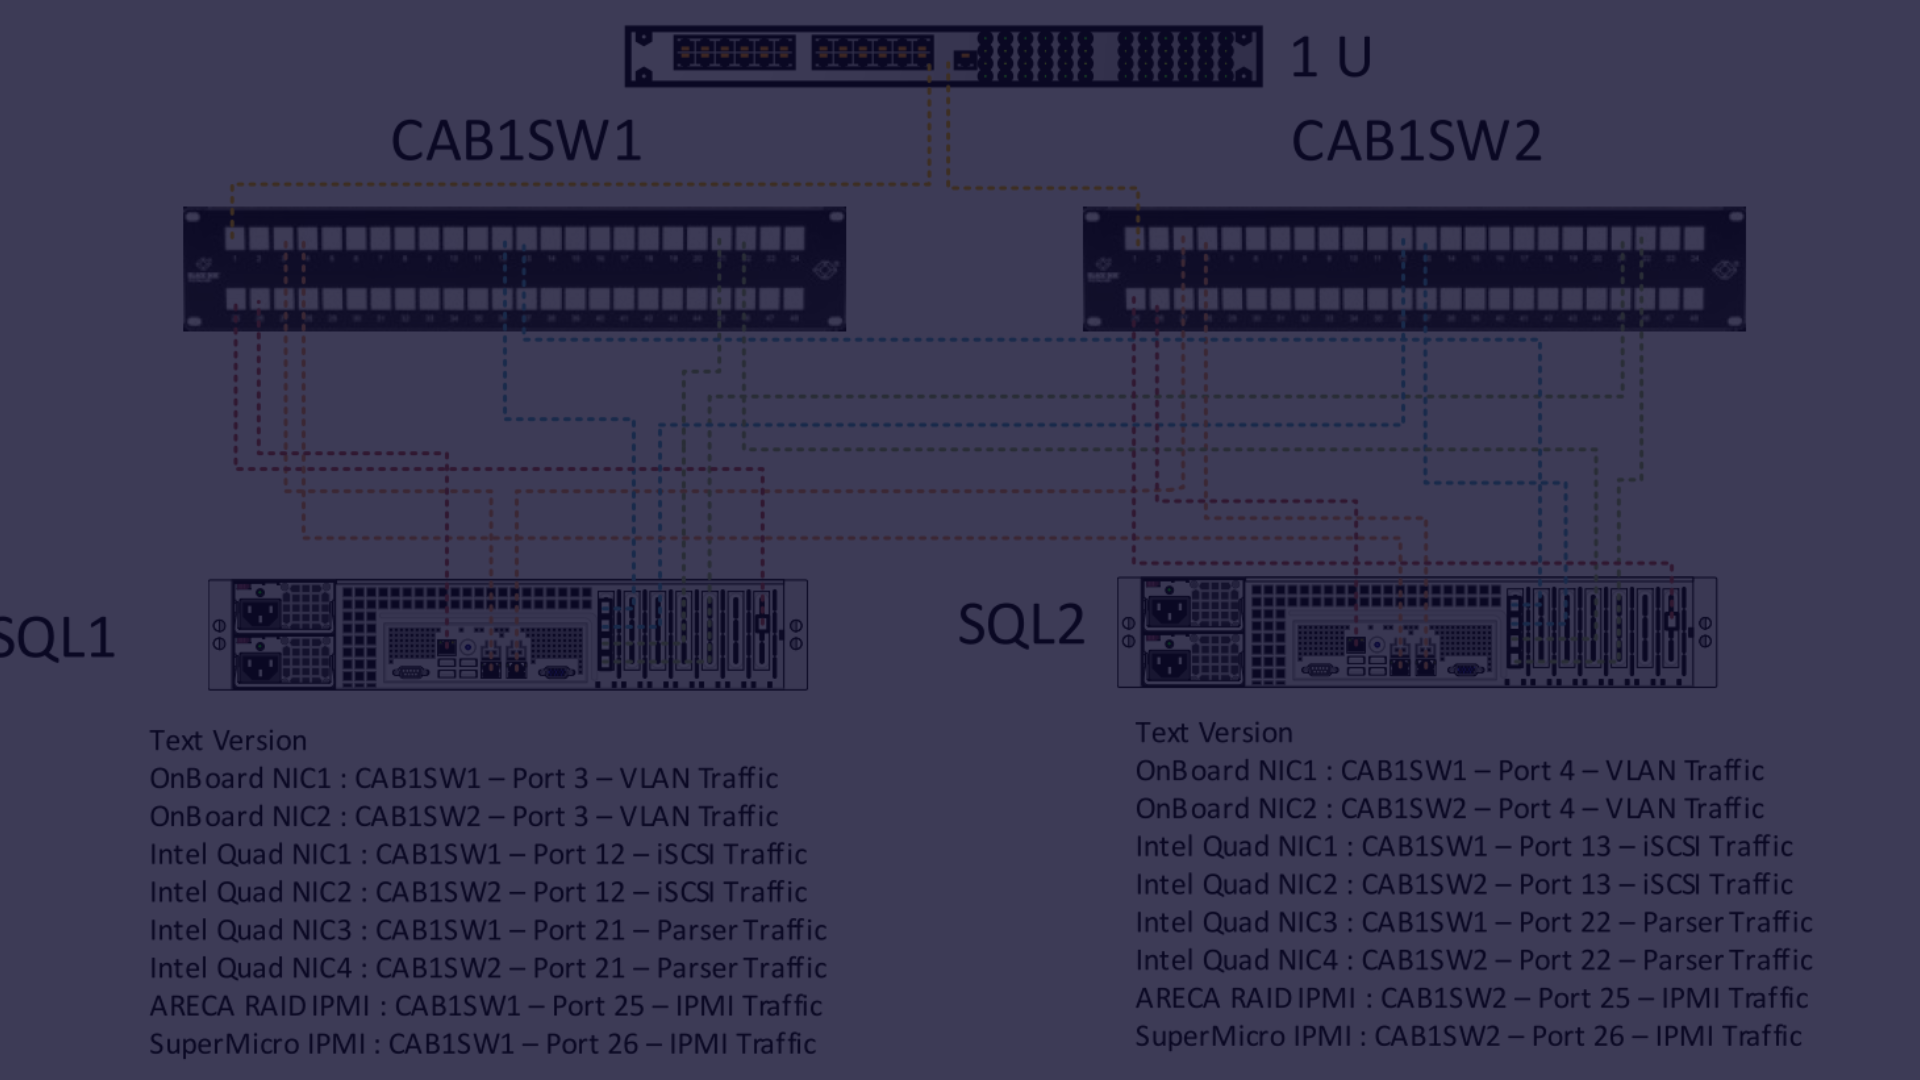 1 U
CAB1SW1
CAB1SW2
SQL1
SQL2
Text Version
OnBoard NIC1 : CAB1SW1 – Port 3 – VLAN Traffic
OnBoard NIC2 : CAB1SW2 – Port 3 – VLAN Traffic
Intel Quad NIC1 : CAB1SW1 – Port 12 – iSCSI Traffic
Intel Quad NIC2 : CAB1SW2 – Port 12 – iSCSI Traffic
Intel Quad NIC3 : CAB1SW1 – Port 21 – Parser Traffic
Intel Quad NIC4 : CAB1SW2 – Port 21 – Parser Traffic
ARECA RAID IPMI : CAB1SW1 – Port 25 – IPMI Traffic
SuperMicro IPMI : CAB1SW1 – Port 26 – IPMI Traffic
Text Version
OnBoard NIC1 : CAB1SW1 – Port 4 – VLAN Traffic
OnBoard NIC2 : CAB1SW2 – Port 4 – VLAN Traffic
Intel Quad NIC1 : CAB1SW1 – Port 13 – iSCSI Traffic
Intel Quad NIC2 : CAB1SW2 – Port 13 – iSCSI Traffic
Intel Quad NIC3 : CAB1SW1 – Port 22 – Parser Traffic
Intel Quad NIC4 : CAB1SW2 – Port 22 – Parser Traffic
ARECA RAID IPMI : CAB1SW2 – Port 25 – IPMI Traffic
SuperMicro IPMI : CAB1SW2 – Port 26 – IPMI Traffic